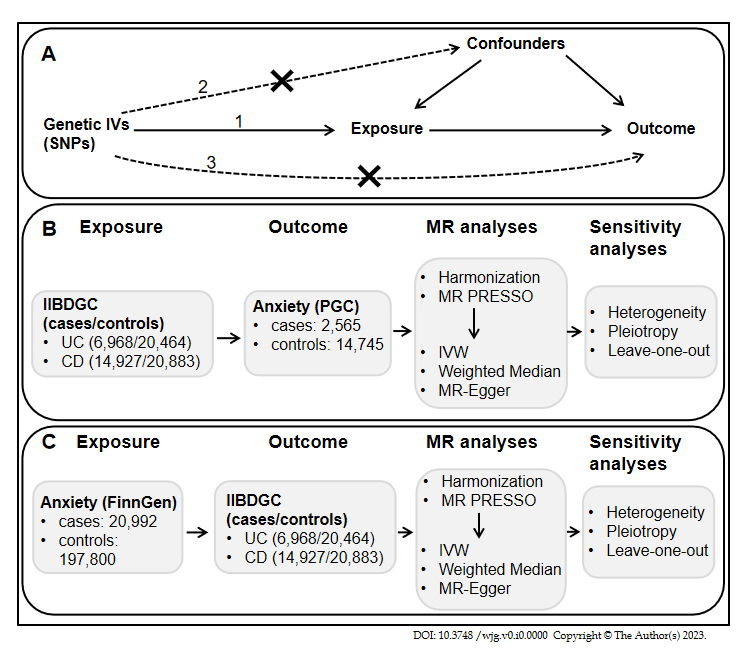 A
Confounders
2
Genetic IVs
(SNPs)
1
Exposure
Outcome
3
B
Exposure
Outcome
MR analyses
Sensitivity
analyses
IIBDGC
(cases/controls)
• UC (6,968/20,464)
• CD (14,927/20,883)
Anxiety (PGC)
• cases: 2,565
• controls: 14,745
• Harmonization
• MR PRESSO
• IVW
• Weighted Median
• MR-Egger
• Heterogeneity
• Pleiotropy
• Leave-one-out
C
Exposure
Outcome
MR analyses
Sensitivity
analyses
Anxiety (FinnGen)
• cases: 20,992
• controls:
197,800
IIBDGC
(cases/controls)
• UC (6,968/20,464)
• CD (14,927/20,883)
• Harmonization
• MR PRESSO
• IVW
• Weighted Median
• MR-Egger
• Heterogeneity
• Pleiotropy
• Leave-one-out
DOI: 10.3748 /wjg.v0.i0.0000 Copyright © The Author(s) 2023.